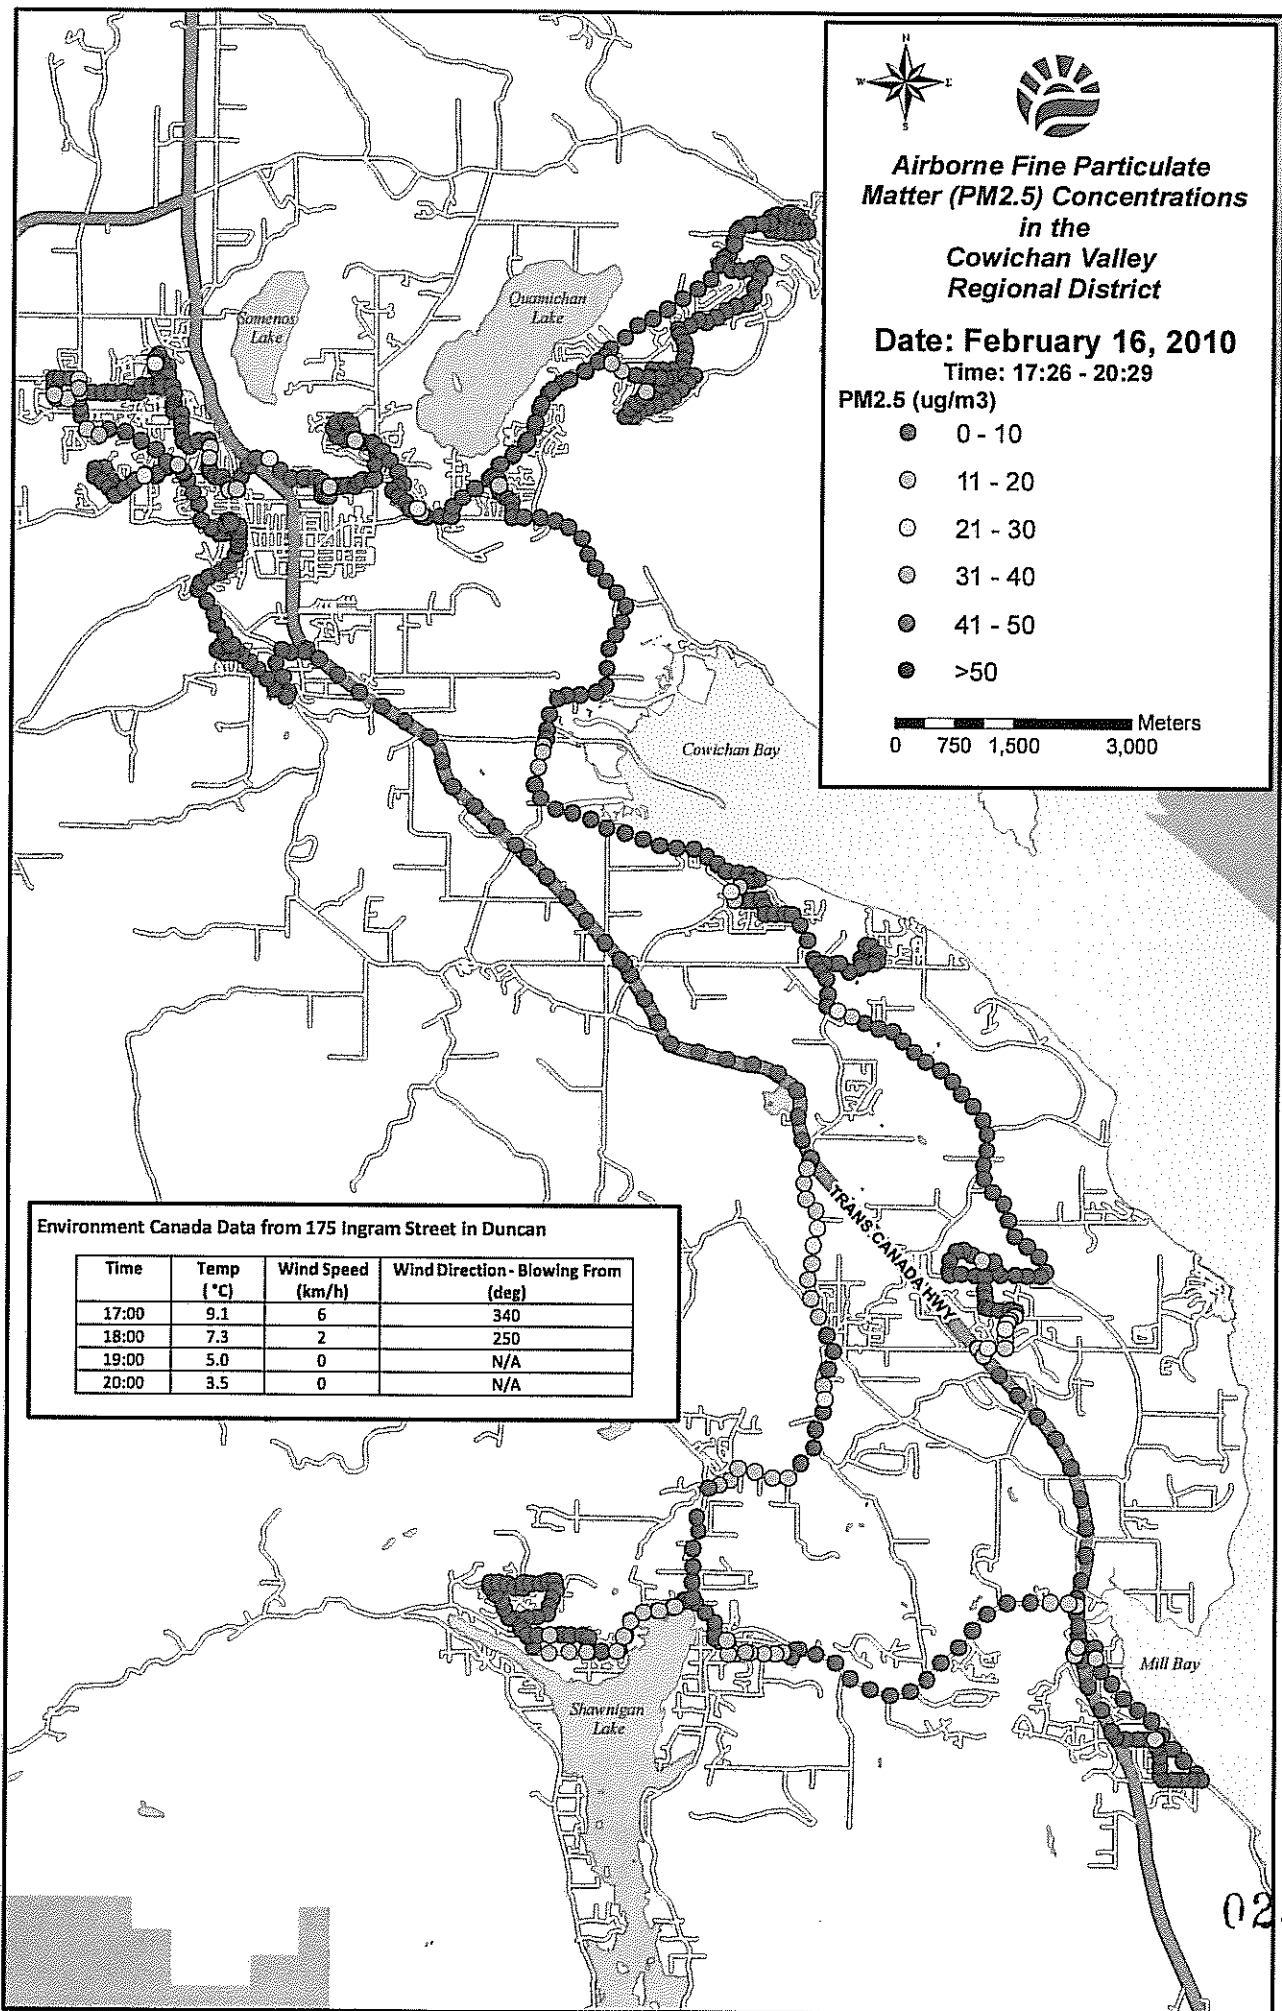 N
W
E
S
Airborne Fine Particulate
Matter (PM2.5) Concentrations
in the
Cowichan Valley
Regional District
Date: February 16, 2010
Time: 17:26 - 20:29
PM2.5 (ug/m3)
0 - 10
11 - 20
21 - 30
31 - 40
41 - 50
>50
Meters
0 750 1,500 3,000
Somenos
Lake
Quamichan
Lake
Cowichan Bay
TRANS CANADA HWY
Environment Canada Data from 175 Ingram Street in Duncan
Time Temp Wind Speed Wind Direction - Blowing From
(°C) (km/h) (deg)
17:00 9.1 6 340
18:00 7.3 2 250
19:00 5.0 0 N/A
20:00 3.5 0 N/A
Mill Bay
Shawnigan
Lake
02